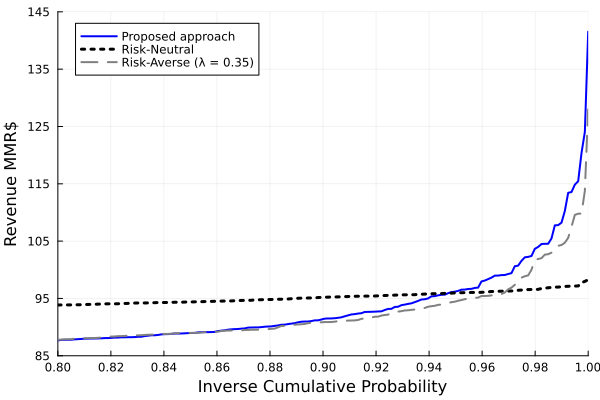 Proposed approach
Risk-Neutral
Risk-Averse (λ = 0.35)
Revenue MMR$
145
135
125
115
105
95
85
0.80 0.82 0.84 0.86 0.88 0.90 0.92 0.94 0.96 0.98 1.00
Inverse Cumulative Probability